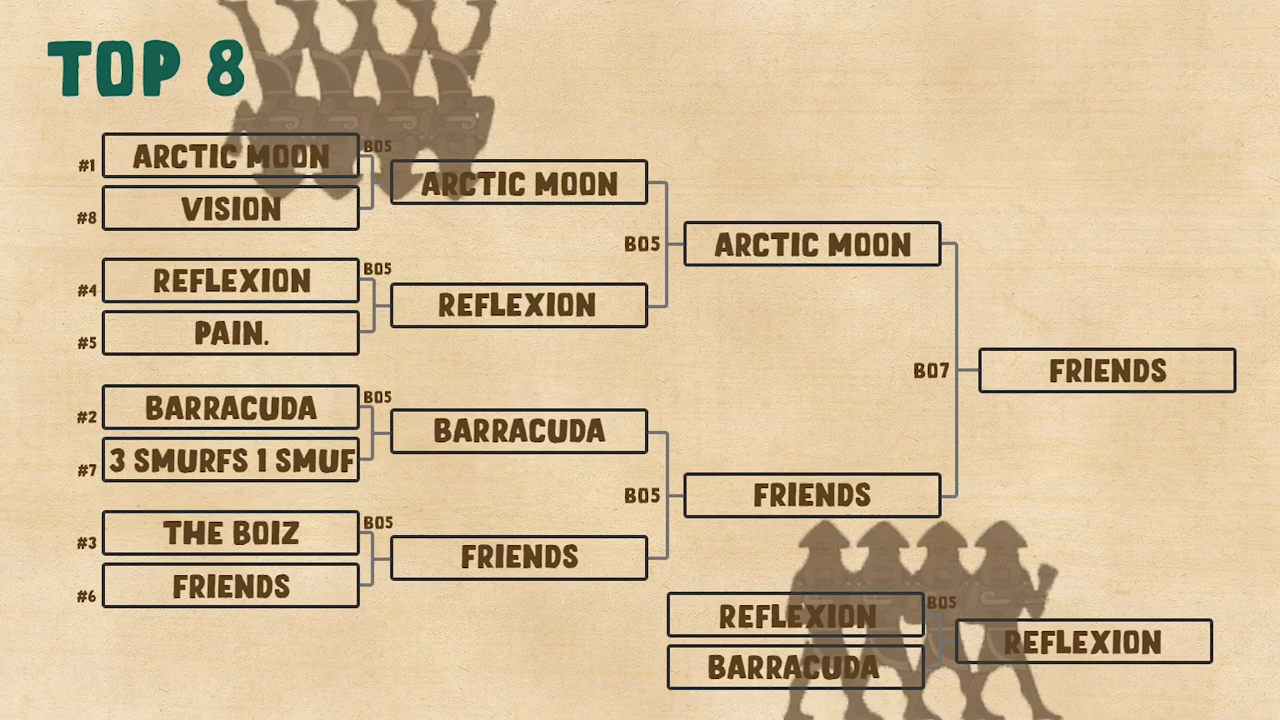 TOP 8
#1 ARCTIC MOON
#8 VISION
BO5
#4 REFLEXION
#5 PAIN.
BO5
#2 BARRACUDA
#7 3 SMURFS 1 SMUF
BO5
#3 THE BOIZ
#6 FRIENDS
BO5
ARCTIC MOON
REFLEXION
BO5
BARRACUDA
FRIENDS
BO5
ARCTIC MOON
FRIENDS
BO7
FRIENDS
REFLEXION
BARRACUDA
BO5
REFLEXION